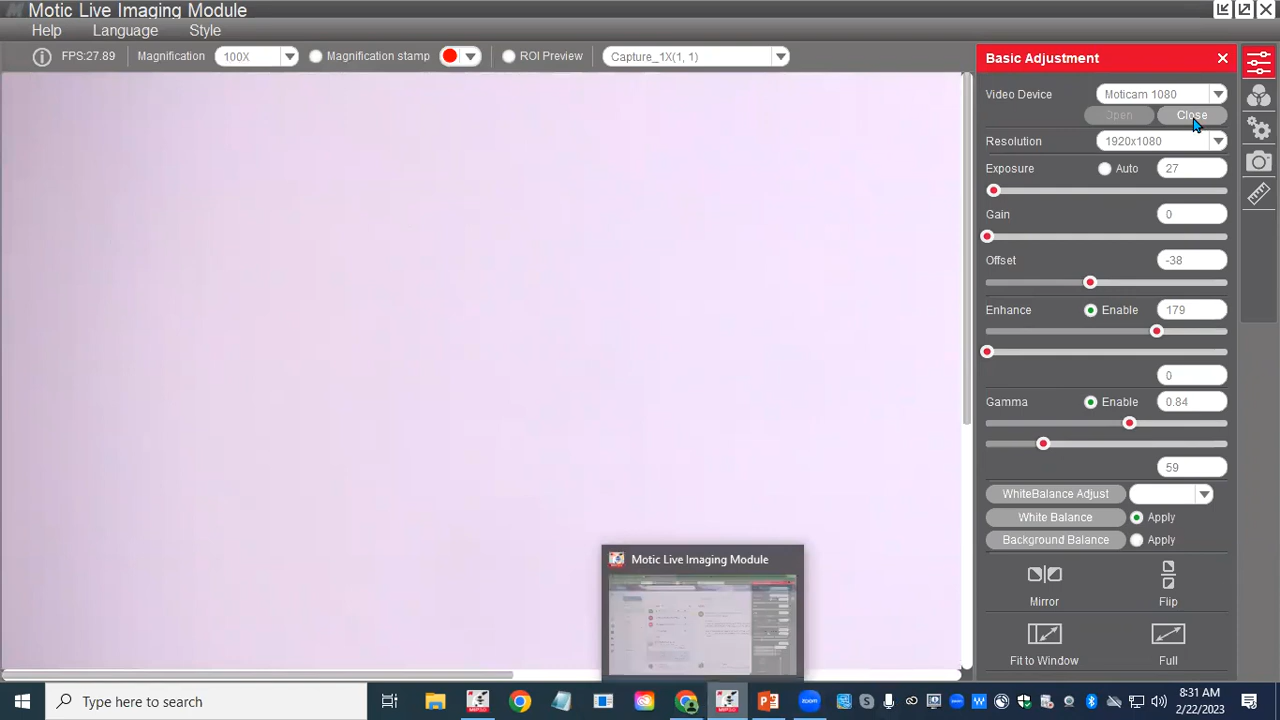 Motic Live Imaging Module
Help Language Style
FPS:27.89 Magnification 100X Magnification stamp ROI Preview Capture_1X(1, 1)
Basic Adjustment
Video Device Moticam 1080
Open Close
Resolution 1920x1080
Exposure Auto 27
Gain 0
Offset -38
Enhance Enable 179
0
Gamma Enable 0.84
59
WhiteBalance Adjust
White Balance Apply
Background Balance Apply
Mirror Flip
Fit to Window Full
Motic Live Imaging Module
Type here to search
8:31 AM
2/22/2023